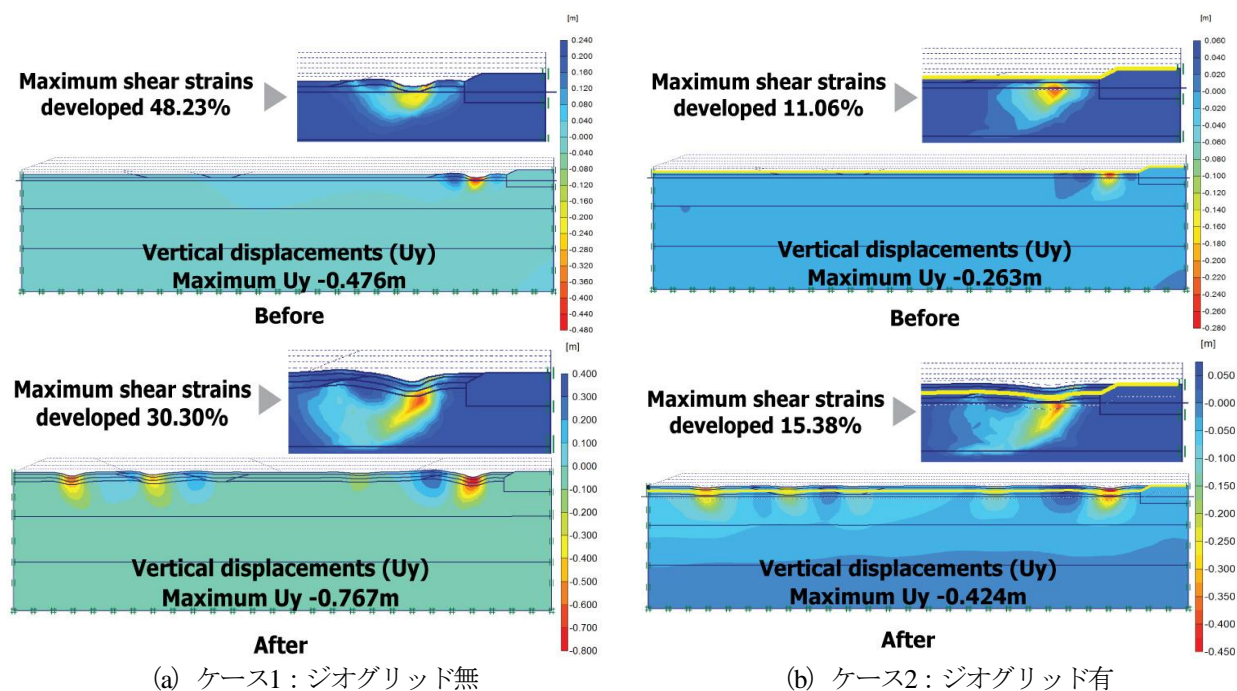 [m]
0.240
0.160
0.080
-0.000
-0.040
-0.080
-0.120
-0.160
-0.200
-0.240
-0.280
-0.320
-0.360
-0.400
-0.440
-0.480
Maximum shear strains
developed 48.23%
Vertical displacements (Uy)
Maximum Uy -0.476m
Before
[m]
0.400
0.300
0.200
0.100
0.000
-0.100
-0.200
-0.300
-0.400
-0.500
-0.600
-0.700
-0.800
Maximum shear strains
developed 30.30%
Vertical displacements (Uy)
Maximum Uy -0.767m
After
(a) ケース1：ジオグリッド無
[m]
0.060
0.040
0.020
-0.000
-0.020
-0.040
-0.060
-0.080
-0.100
-0.120
-0.140
-0.160
-0.180
-0.200
-0.220
-0.240
-0.260
-0.280
Maximum shear strains
developed 11.06%
Vertical displacements (Uy)
Maximum Uy -0.263m
Before
[m]
0.050
-0.000
-0.050
-0.100
-0.150
-0.200
-0.250
-0.300
-0.350
-0.400
-0.450
Maximum shear strains
developed 15.38%
Vertical displacements (Uy)
Maximum Uy -0.424m
After
(b) ケース2：ジオグリッド有